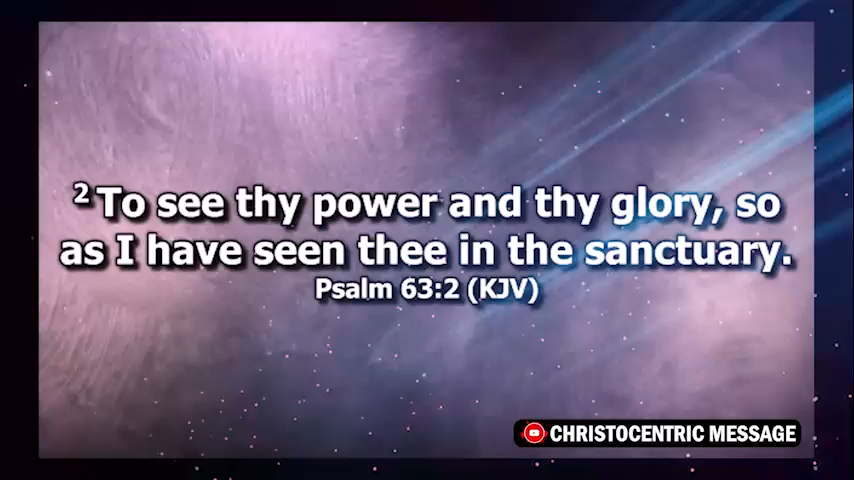 2 To see thy power and thy glory, so
as I have seen thee in the sanctuary.
Psalm 63:2 (KJV)
CHRISTOCENTRIC MESSAGE